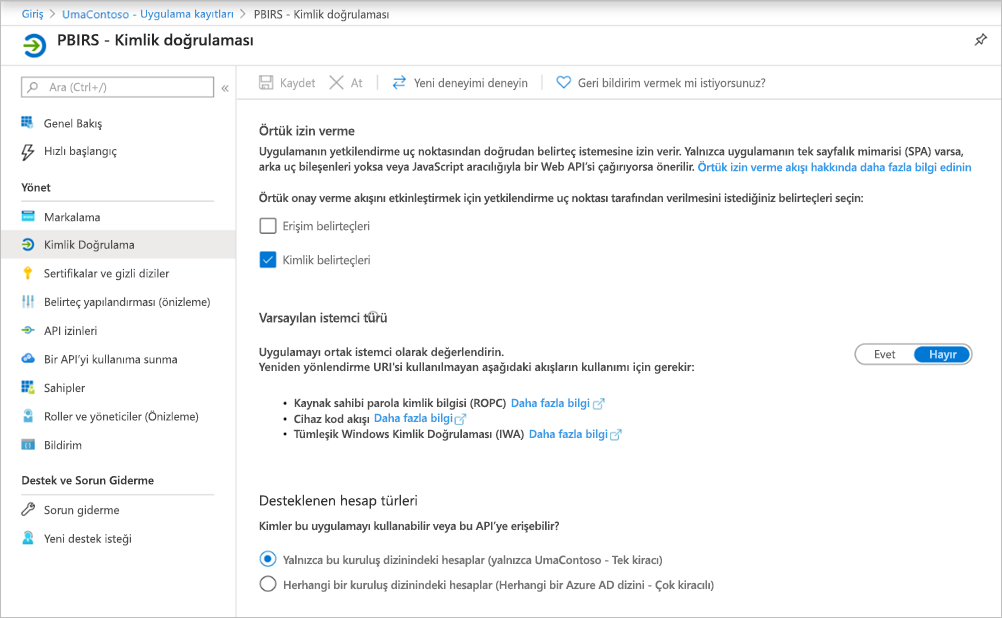 Giriş > UmaContoso - Uygulama kayıtları > PBIRS - Kimlik doğrulaması
PBIRS - Kimlik doğrulaması
Ara (Ctrl+/)
«
Genel Bakış
Hızlı başlangıç
Yönet
Markalama
Kimlik Doğrulama
Sertifikalar ve gizli diziler
Belirteç yapılandırması (önizleme)
API izinleri
Bir API'yi kullanıma sunma
Sahipler
Roller ve yöneticiler (Önizleme)
Bildirim
Destek ve Sorun Giderme
Sorun giderme
Yeni destek isteği
Kaydet At Yeni deneyimi deneyin Geri bildirim vermek mi istiyorsunuz?
Örtük izin verme
Uygulamanın yetkilendirme uç noktasından doğrudan belirteç istemesine izin verir. Yalnızca uygulamanın tek sayfalık mimarisi (SPA) varsa,
arka uç bileşenleri yoksa veya JavaScript aracılığıyla bir Web API'si çağırıyorsa önerilir. Örtük izin verme akışı hakkında daha fazla bilgi edinin
Örtük onay verme akışını etkinleştirmek için yetkilendirme uç noktası tarafından verilmesini istediğiniz belirteçleri seçin:
Erişim belirteçleri
Kimlik belirteçleri
Varsayılan istemci türü
Uygulamayı ortak istemci olarak değerlendirin.
Yeniden yönlendirme URI'si kullanılmayan aşağıdaki akışların kullanımı için gerekir:
Evet Hayır
• Kaynak sahibi parola kimlik bilgisi (ROPC) Daha fazla bilgi
• Cihaz kod akışı Daha fazla bilgi
• Tümleşik Windows Kimlik Doğrulaması (IWA) Daha fazla bilgi
Desteklenen hesap türleri
Kimler bu uygulamayı kullanabilir veya bu API'ye erişebilir?
Yalnızca bu kuruluş dizinindeki hesaplar (yalnızca UmaContoso - Tek kiracı)
Herhangi bir kuruluş dizinindeki hesaplar (Herhangi bir Azure AD dizini - Çok kiracılı)